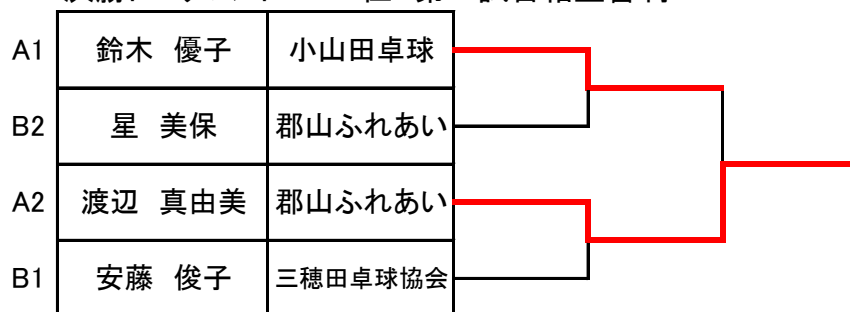 A1 鈴木 優子 小山田卓球
B2 星 美保 郡山ふれあい
A2 渡辺 真由美 郡山ふれあい
B1 安藤 俊子 三穂田卓球協会